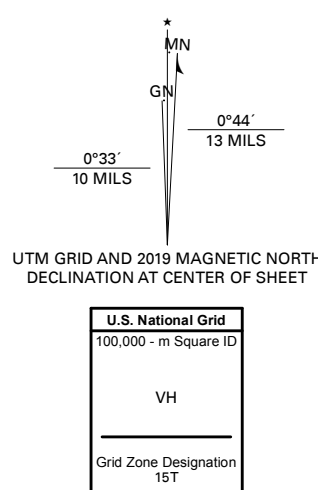 ★
MN
GN
0°44´
13 MILS
0°33´
10 MILS
UTM GRID AND 2019 MAGNETIC NORTH
DECLINATION AT CENTER OF SHEET
U.S. National Grid
100,000 - m Square ID
VH
Grid Zone Designation
15T